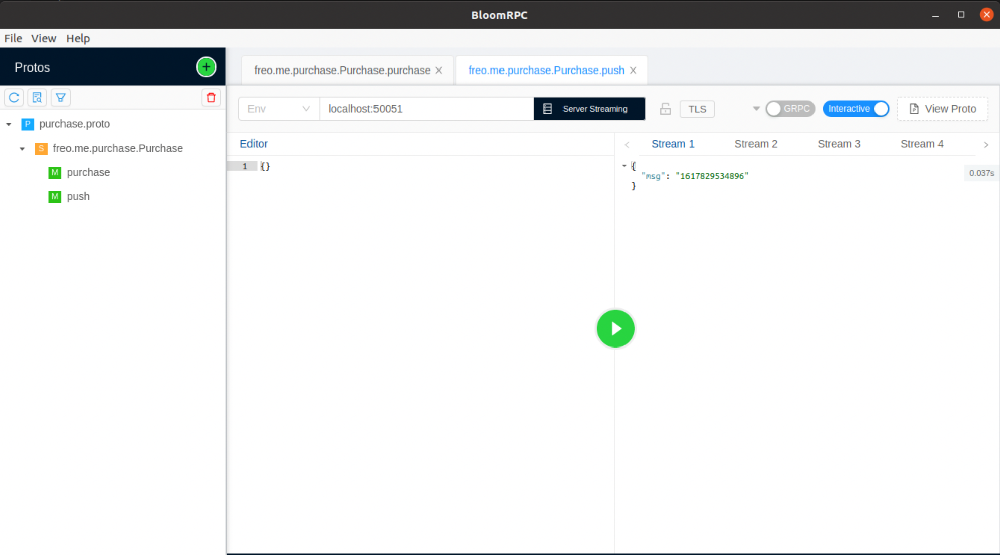 BloomRPC
File View Help
Protos
freo.me.purchase.Purchase.purchase
freo.me.purchase.Purchase.push
Env
localhost:50051
Server Streaming
TLS
GRPC
Interactive
View Proto
P purchase.proto
S freo.me.purchase.Purchase
M purchase
M push
Editor
1 {}
Stream 1
Stream 2
Stream 3
Stream 4
{
"msg": "1617829534896"
}
0.037s